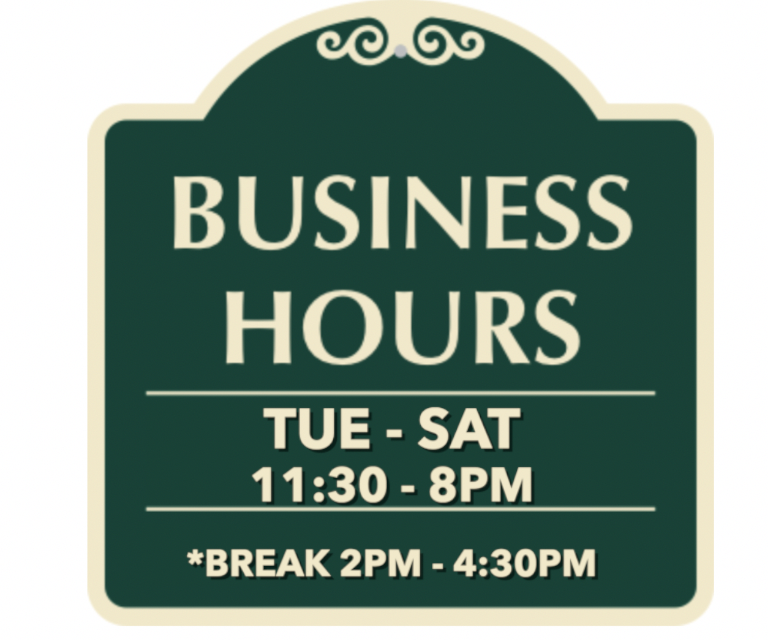 BUSINESS
HOURS
TUE - SAT
11:30 - 8PM
*BREAK 2PM - 4:30PM